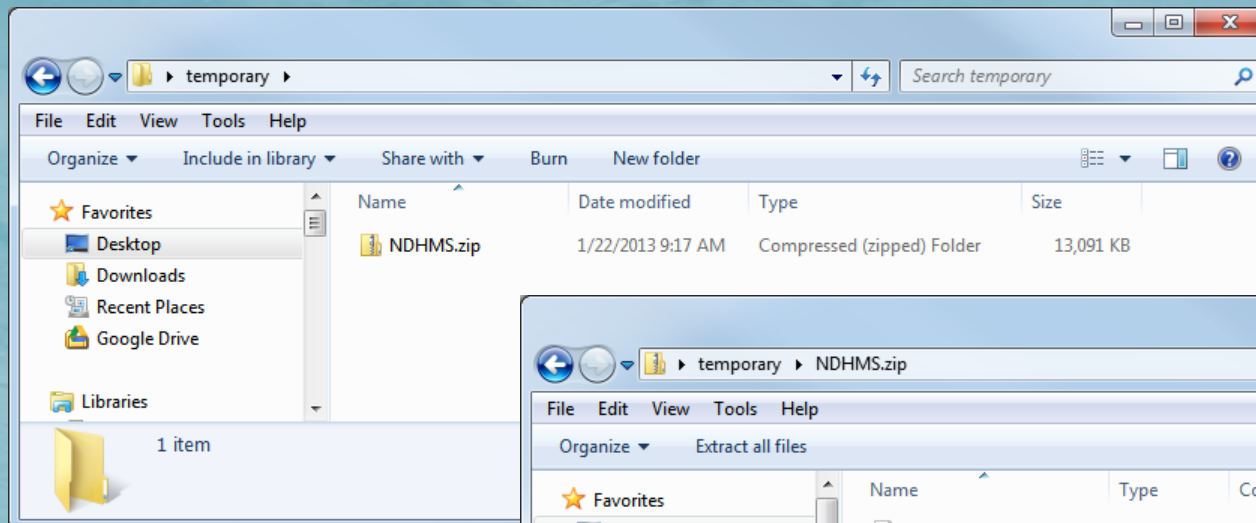 temporary
Search temporary
File Edit View Tools Help
Organize Include in library Share with Burn New folder
Name Date modified Type Size
Favorites
Desktop
NDHMS.zip 1/22/2013 9:17 AM Compressed (zipped) Folder 13,091 KB
Downloads
Recent Places
Google Drive
Libraries
1 item
temporary NDHMS.zip
File Edit View Tools Help
Organize Extract all files
Favorites
Name Type